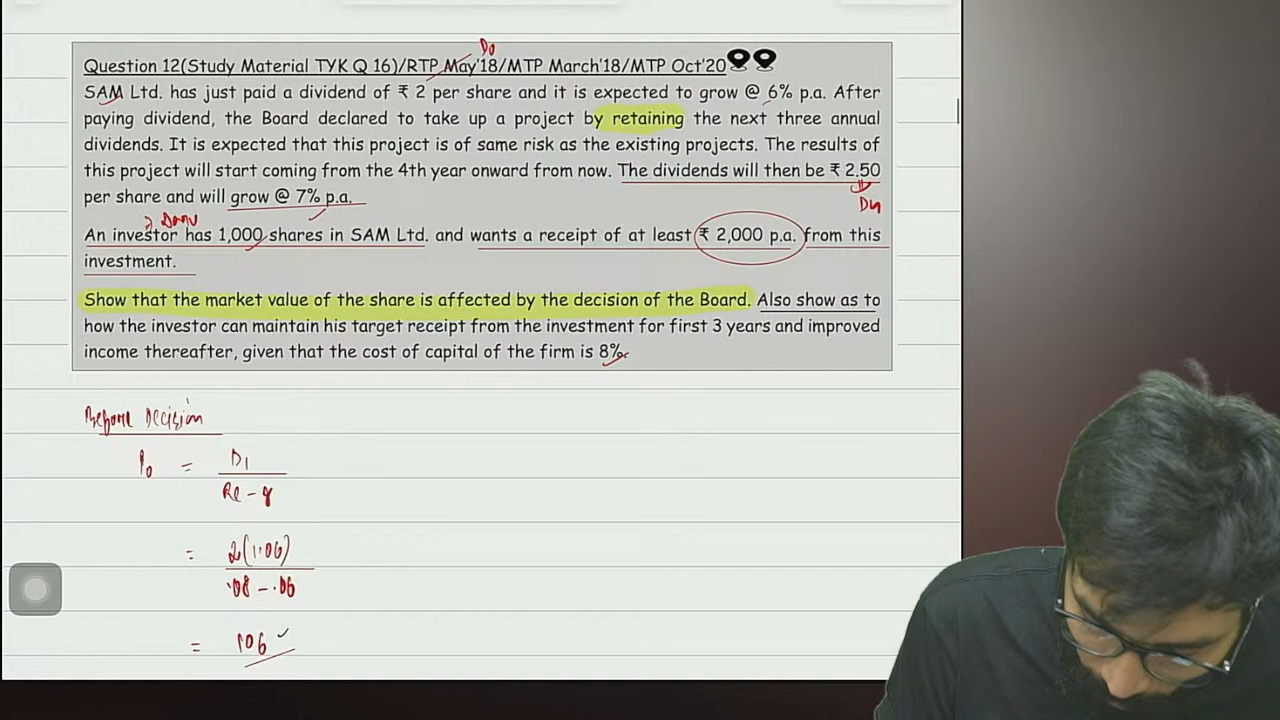 Do
Question 12(Study Material TYK Q 16)/RTP May'18/MTP March'18/MTP Oct'20
SAM Ltd. has just paid a dividend of ₹ 2 per share and it is expected to grow @ 6% p.a. After
paying dividend, the Board declared to take up a project by retaining the next three annual
dividends. It is expected that this project is of same risk as the existing projects. The results of
this project will start coming from the 4th year onward from now. The dividends will then be ₹ 2.50
per share and will grow @ 7% p.a.
D4
An investor has 1,000 shares in SAM Ltd. and wants a receipt of at least ₹ 2,000 p.a. from this
investment.
Show that the market value of the share is affected by the decision of the Board. Also show as to
how the investor can maintain his target receipt from the investment for first 3 years and improved
income thereafter, given that the cost of capital of the firm is 8%.
Before Decision
P0 = D1
Re - g
= 2(1.06)
.08 - .06
= 106